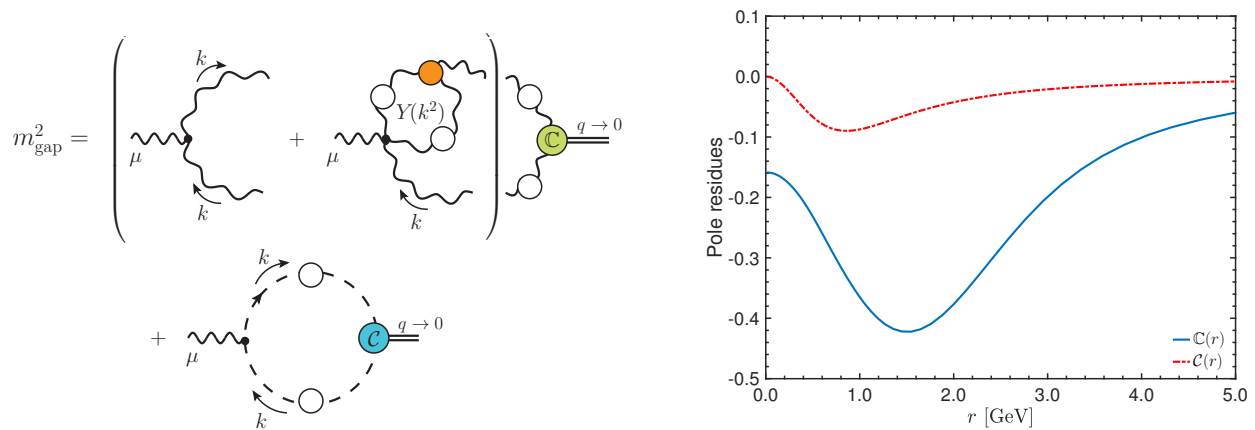 m²_gap = ( k + Y(k²) ) ℂ q → 0
μ k μ k
+ μ k k 𝒞 q → 0
0.1
0.0
-0.1
-0.2
-0.3
-0.4
-0.5
Pole residues
ℂ(r)
𝒞(r)
0.0 1.0 2.0 3.0 4.0 5.0
r [GeV]